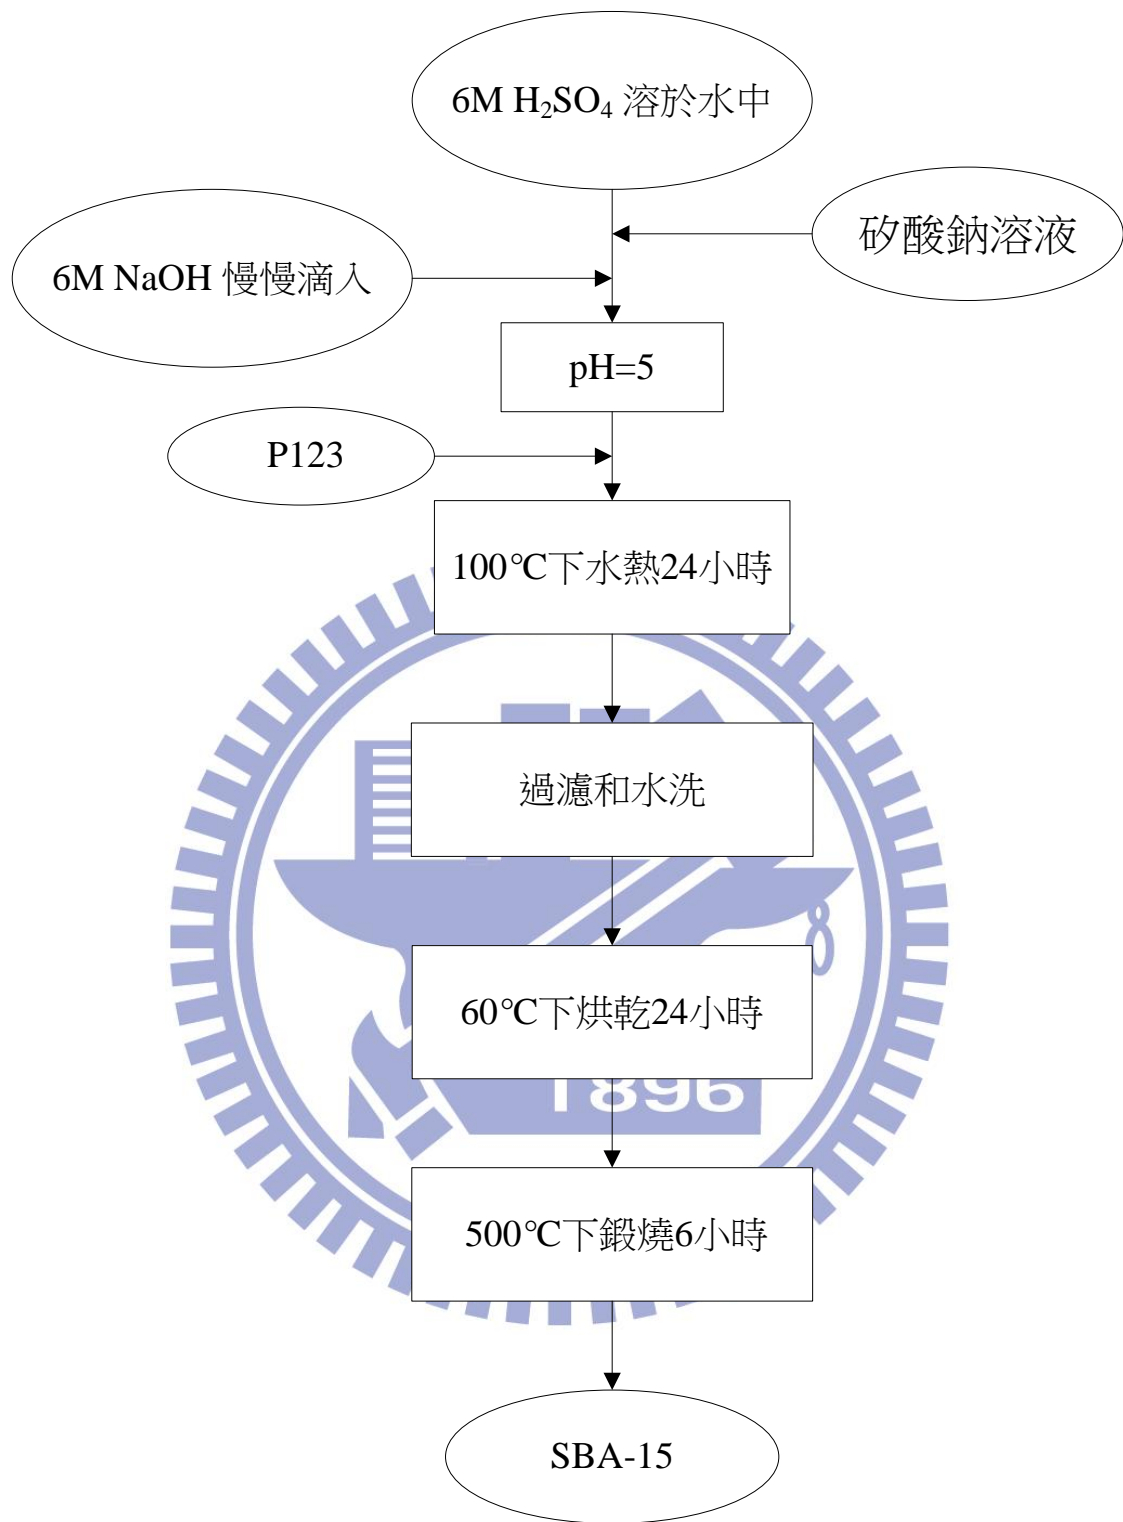 6M H₂SO₄ 溶於水中
矽酸鈉溶液
6M NaOH 慢慢滴入
pH=5
P123
100℃下水熱24小時
過濾和水洗
60℃下烘乾24小時
1896
500℃下鍛燒6小時
SBA-15